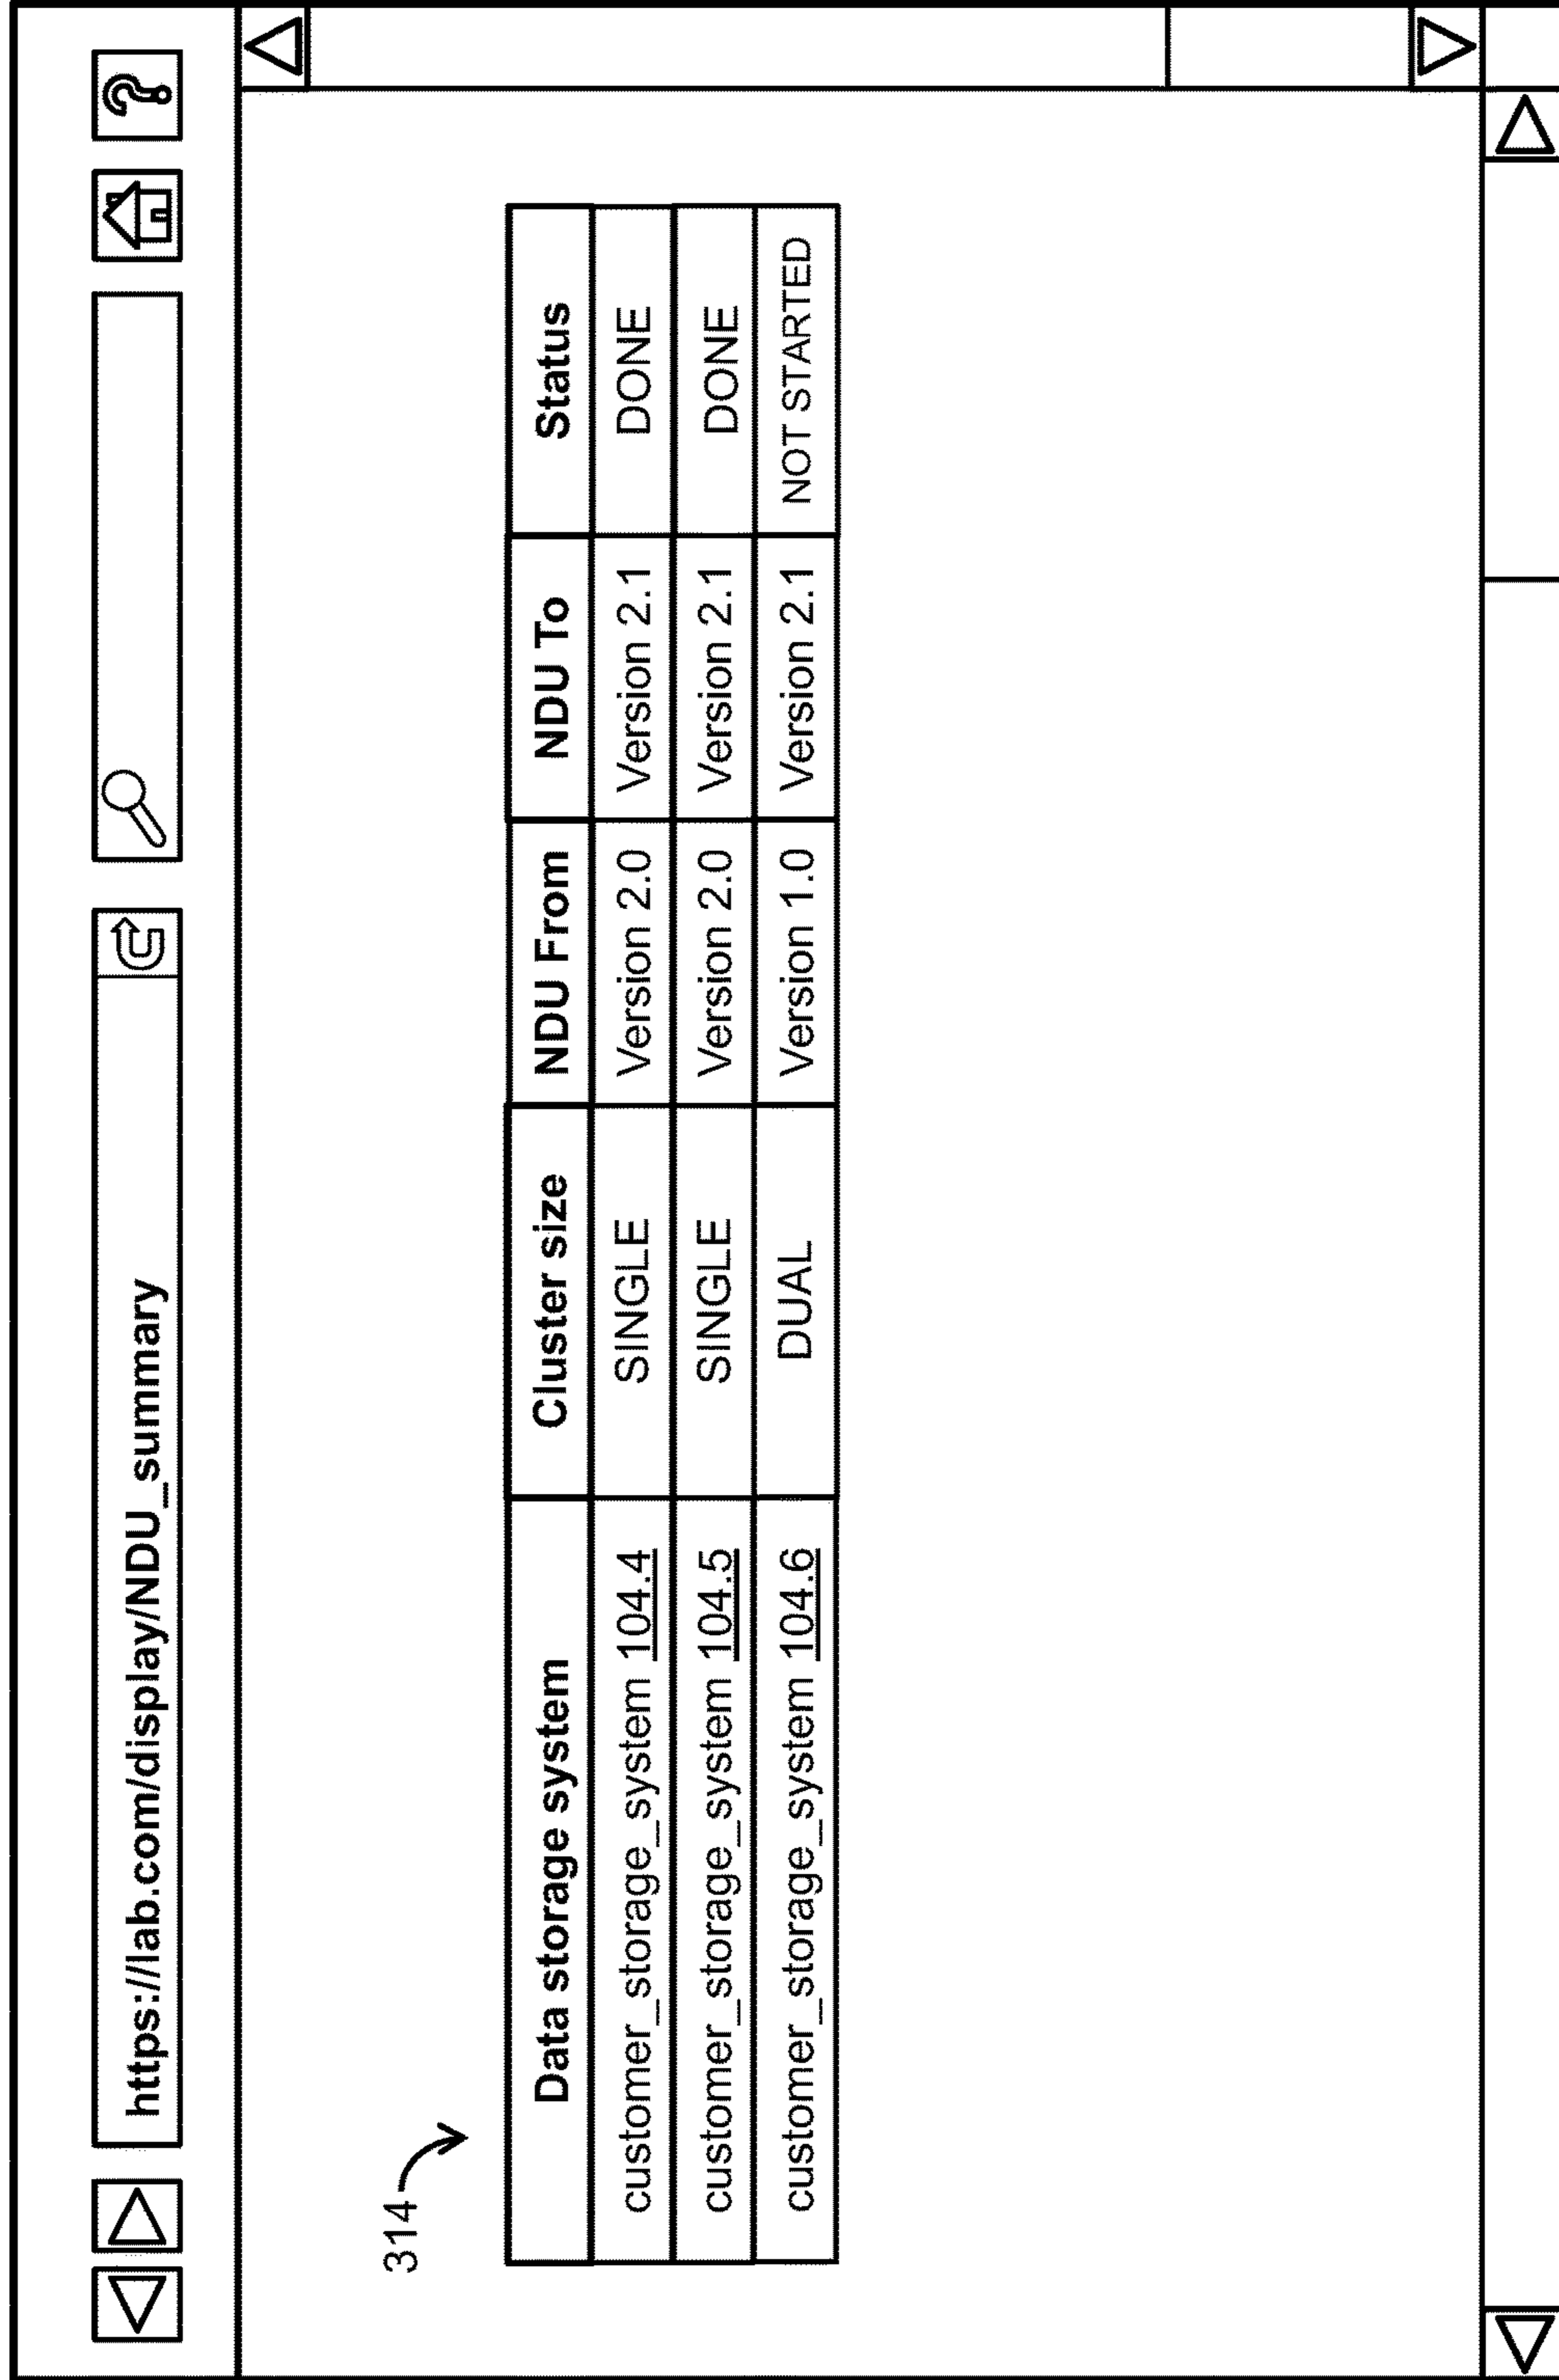 https://lab.com/display/NDU_summary
314
Data storage system Cluster size NDU From NDU To Status
customer_storage_system 104.4 SINGLE Version 2.0 Version 2.1 DONE
customer_storage_system 104.5 SINGLE Version 2.0 Version 2.1 DONE
customer_storage_system 104.6 DUAL Version 1.0 Version 2.1 NOT STARTED